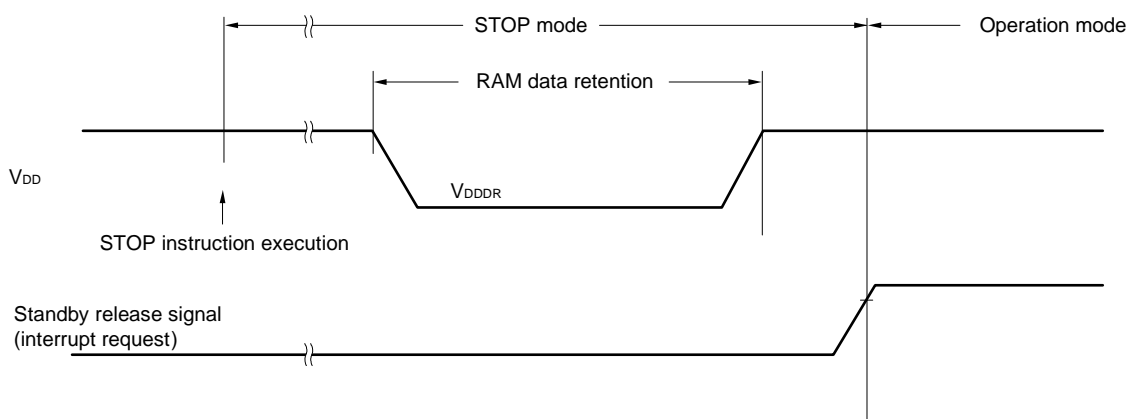 STOP mode
Operation mode
RAM data retention
VDD
VDDDR
STOP instruction execution
Standby release signal
(interrupt request)